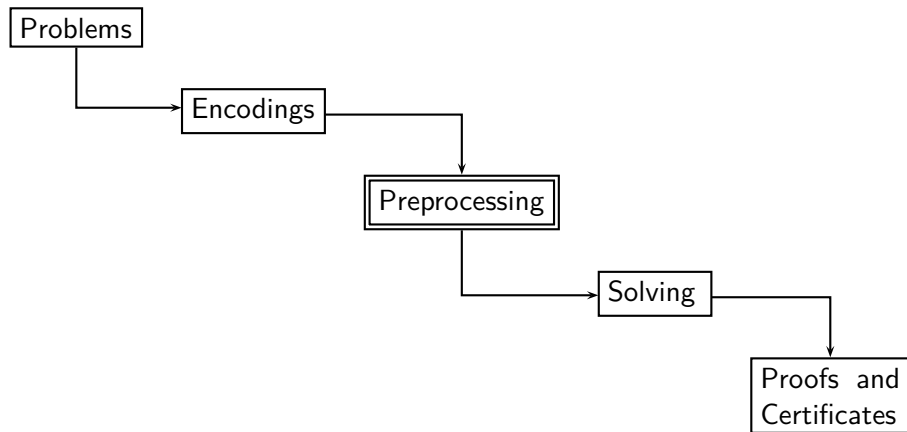 Problems
Encodings
Preprocessing
Solving
Proofs and
Certificates